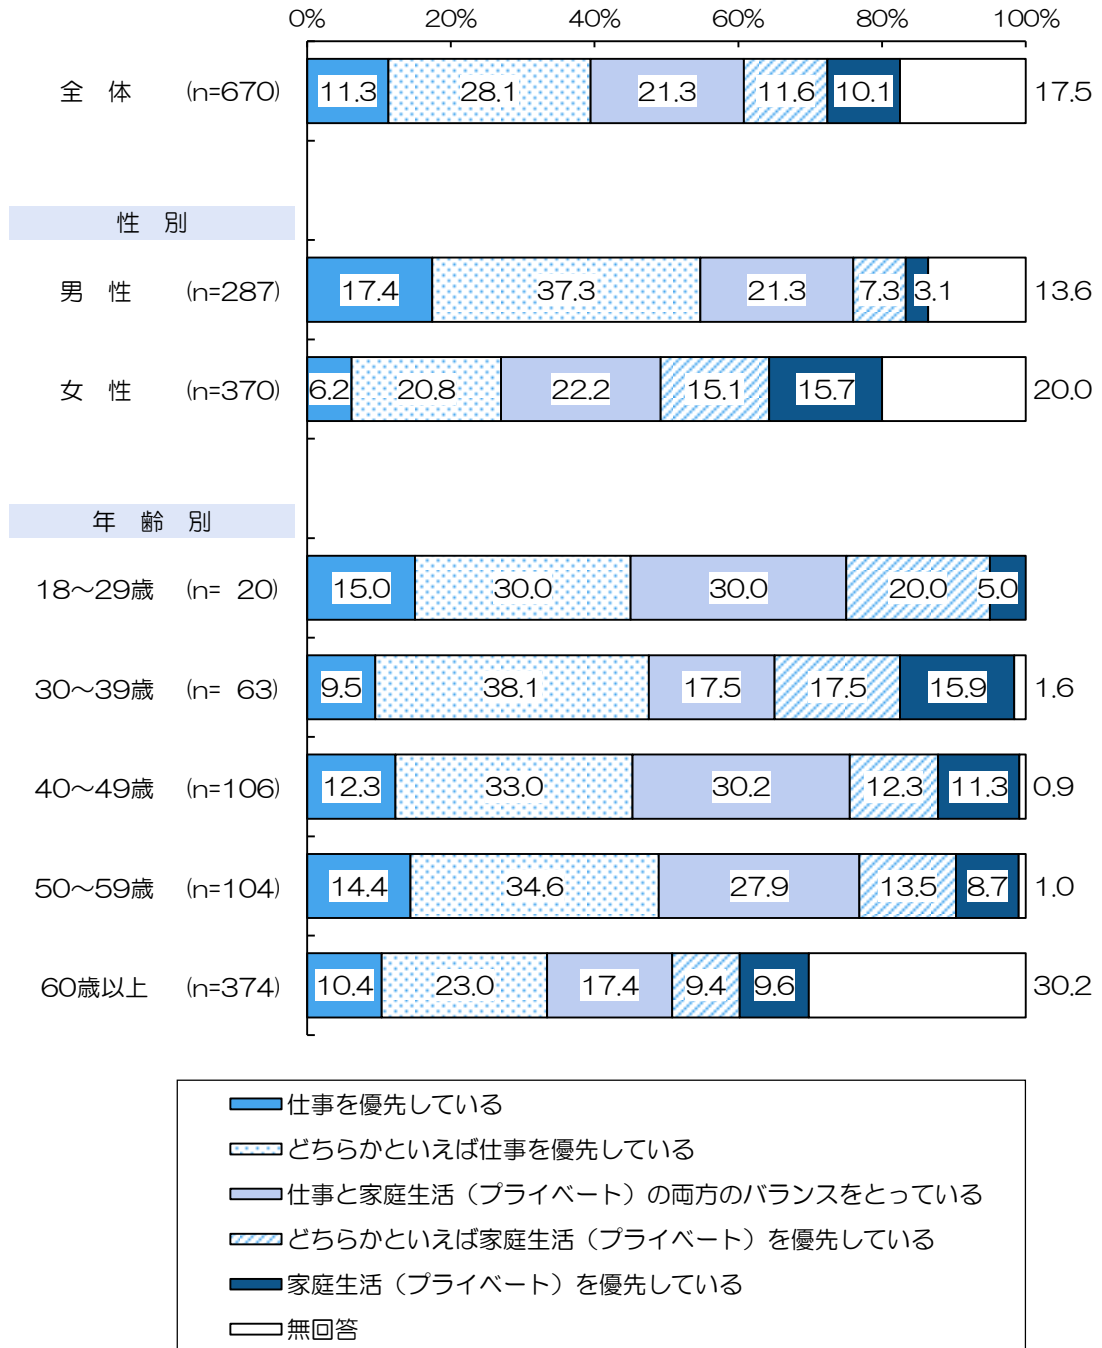 0% 20% 40% 60% 80% 100%
全 体 (n=670) 11.3 28.1 21.3 11.6 10.1 17.5
性 別
男 性 (n=287) 17.4 37.3 21.3 7.3 3.1 13.6
女 性 (n=370) 6.2 20.8 22.2 15.1 15.7 20.0
年 齢 別
18～29歳 (n= 20) 15.0 30.0 30.0 20.0 5.0
30～39歳 (n= 63) 9.5 38.1 17.5 17.5 15.9 1.6
40～49歳 (n=106) 12.3 33.0 30.2 12.3 11.3 0.9
50～59歳 (n=104) 14.4 34.6 27.9 13.5 8.7 1.0
60歳以上 (n=374) 10.4 23.0 17.4 9.4 9.6 30.2
仕事を優先している
どちらかといえば仕事を優先している
仕事と家庭生活（プライベート）の両方のバランスをとっている
どちらかといえば家庭生活（プライベート）を優先している
家庭生活（プライベート）を優先している
無回答